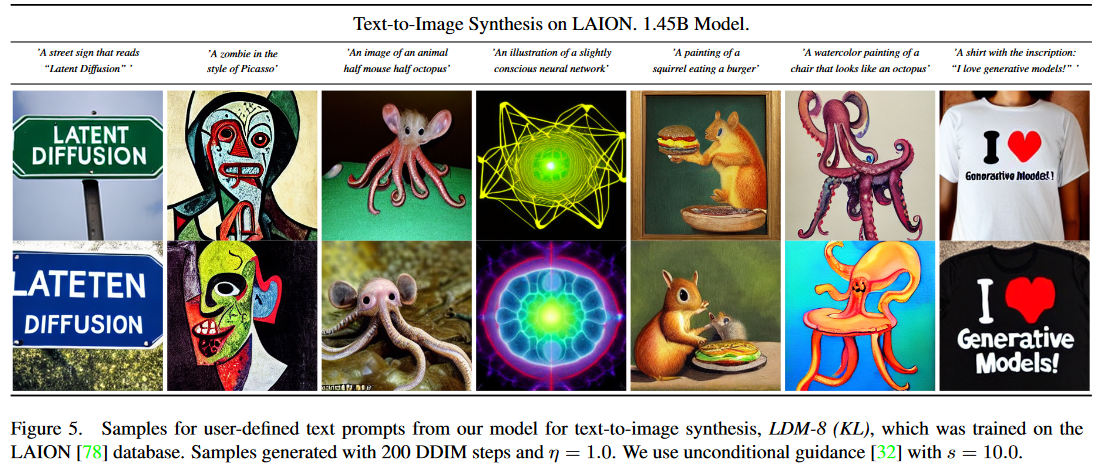 Text-to-Image Synthesis on LAION. 1.45B Model.
'A street sign that reads
“Latent Diffusion” '
'A zombie in the
style of Picasso'
'An image of an animal
half mouse half octopus'
'An illustration of a slightly
conscious neural network'
'A painting of a
squirrel eating a burger'
'A watercolor painting of a
chair that looks like an octopus'
'A shirt with the inscription:
“I love generative models!” '
LATENT
DIFFUSION
I
Generative Models!
LATETEN
DIFFUSION
I
Generative
Models!
Figure 5. Samples for user-defined text prompts from our model for text-to-image synthesis, LDM-8 (KL), which was trained on the
LAION [78] database. Samples generated with 200 DDIM steps and η = 1.0. We use unconditional guidance [32] with s = 10.0.